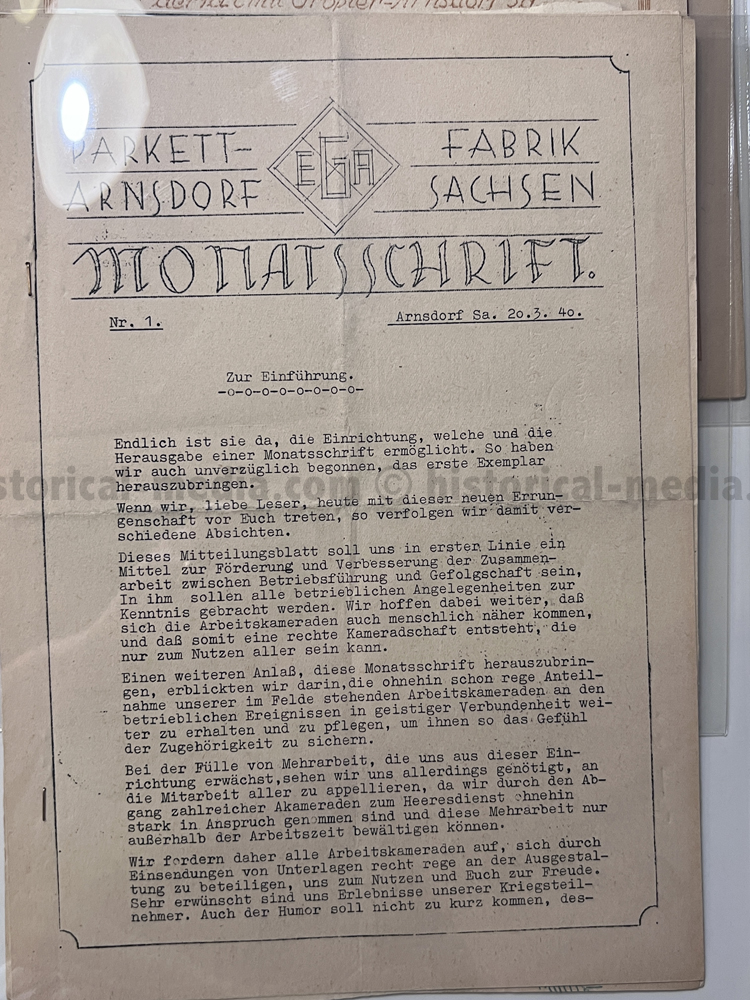 PARKETT-
FABRIK
EGA
ARNSDORF
SACHSEN
MONATSSCHRIFT.
Nr. 1.
Arnsdorf Sa. 20.3. 40.
Zur Einführung.
-o-o-o-o-o-o-o-o-o-
Endlich ist sie da, die Einrichtung, welche und die
Herausgabe einer Monatsschrift ermöglicht. So haben
wir auch unverzüglich begonnen, das erste Exemplar
herauszubringen.
Wenn wir, liebe Leser, heute mit dieser neuen Errun-
genschaft vor Euch treten, so verfolgen wir damit ver-
schiedene Absichten.
Dieses Mitteilungsblatt soll uns in erster Linie ein
Mittel zur Förderung und Verbesserung der Zusammen-
arbeit zwischen Betriebsführung und Gefolgschaft sein,
In ihm sollen alle betrieblichen Angelegenheiten zur
Kenntnis gebracht werden. Wir hoffen dabei weiter, daß
sich die Arbeitskameraden auch menschlich näher kommen,
und daß somit eine rechte Kameradschaft entsteht, die
nur zum Nutzen aller sein kann.
Einen weiteren Anlaß, diese Monatsschrift herauszubrin-
gen, erblickten wir darin,die ohnehin schon rege Anteil-
nahme unserer im Felde stehenden Arbeitskameraden an den
betrieblichen Ereignissen in geistiger Verbundenheit wei-
ter zu erhalten und zu pflegen, um ihnen so das Gefühl
der Zugehörigkeit zu sichern.
Bei der Fülle von Mehrarbeit, die uns aus dieser Ein-
richtung erwächst,sehen wir uns allerdings genötigt, an
die Mitarbeit aller zu appellieren, da wir durch den Ab-
gang zahlreicher Akameraden zum Heeresdienst ohnehin
stark in Anspruch genommen sind und diese Mehrarbeit nur
außerhalb der Arbeitszeit bewältigen können.
Wir fordern daher alle Arbeitskameraden auf, sich durch
Einsendungen von Unterlagen recht rege an der Ausgestal-
tung zu beteiligen, uns zum Nutzen und Euch zur Freude.
Sehr erwünscht sind uns Erlebnisse unserer Kriegsteil-
nehmer. Auch der Humor soll nicht zu kurz kommen, des-
storical-media.com © historical-media.